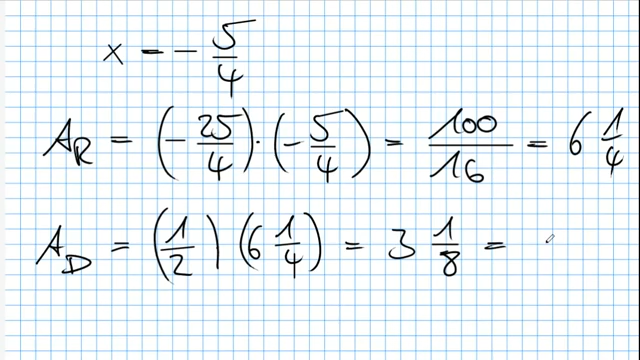 x = - 5/4
A_R = (- 25/4) · (- 5/4) = 100/16 = 6 1/4
A_D = (1/2) (6 1/4) = 3 1/8 =